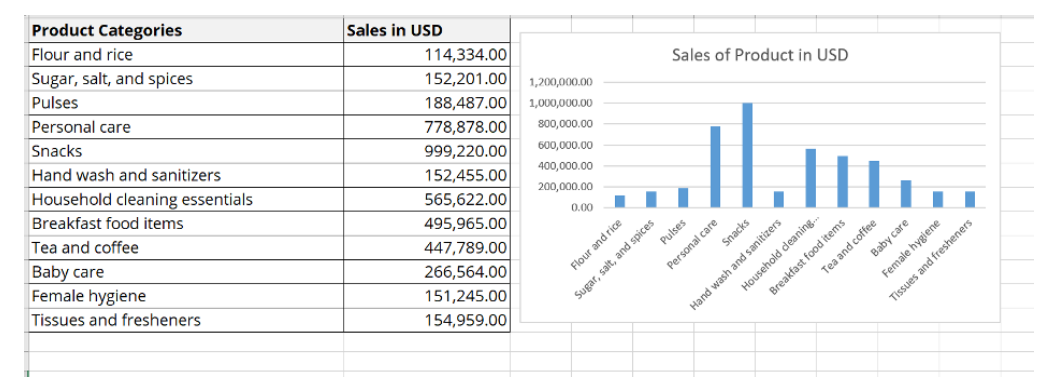 Product Categories Sales in USD
Flour and rice 114,334.00
Sugar, salt, and spices 152,201.00
Pulses 188,487.00
Personal care 778,878.00
Snacks 999,220.00
Hand wash and sanitizers 152,455.00
Household cleaning essentials 565,622.00
Breakfast food items 495,965.00
Tea and coffee 447,789.00
Baby care 266,564.00
Female hygiene 151,245.00
Tissues and fresheners 154,959.00
Sales of Product in USD
1,200,000.00
1,000,000.00
800,000.00
600,000.00
400,000.00
200,000.00
0.00
Flour and rice
Sugar, salt, and spices
Pulses
Personal care
Snacks
Hand wash and sanitizers
Household cleaning...
Breakfast food items
Tea and coffee
Baby care
Female hygiene
Tissues and fresheners